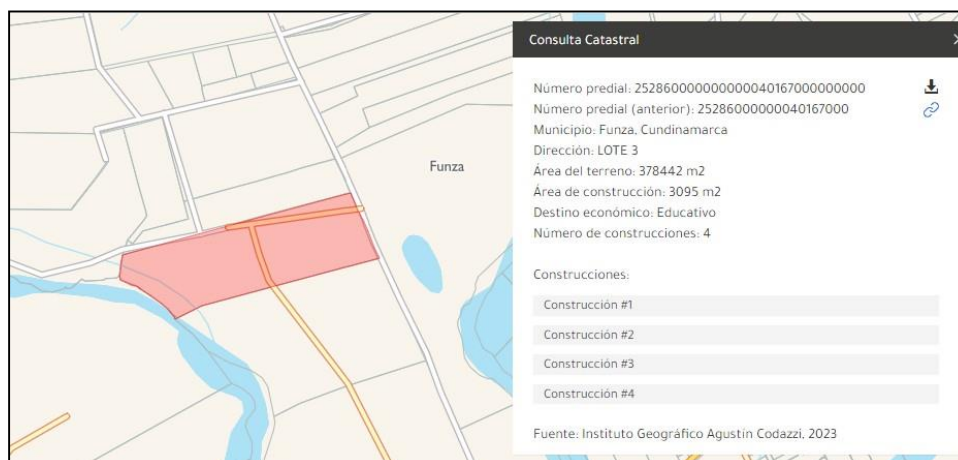 Funza
Consulta Catastral
Número predial: 252860000000000040167000000000
Número predial (anterior): 25286000000040167000
Municipio: Funza, Cundinamarca
Dirección: LOTE 3
Área del terreno: 378442 m2
Área de construcción: 3095 m2
Destino económico: Educativo
Número de construcciones: 4
Construcciones:
Construcción #1
Construcción #2
Construcción #3
Construcción #4
Fuente: Instituto Geográfico Agustín Codazzi, 2023